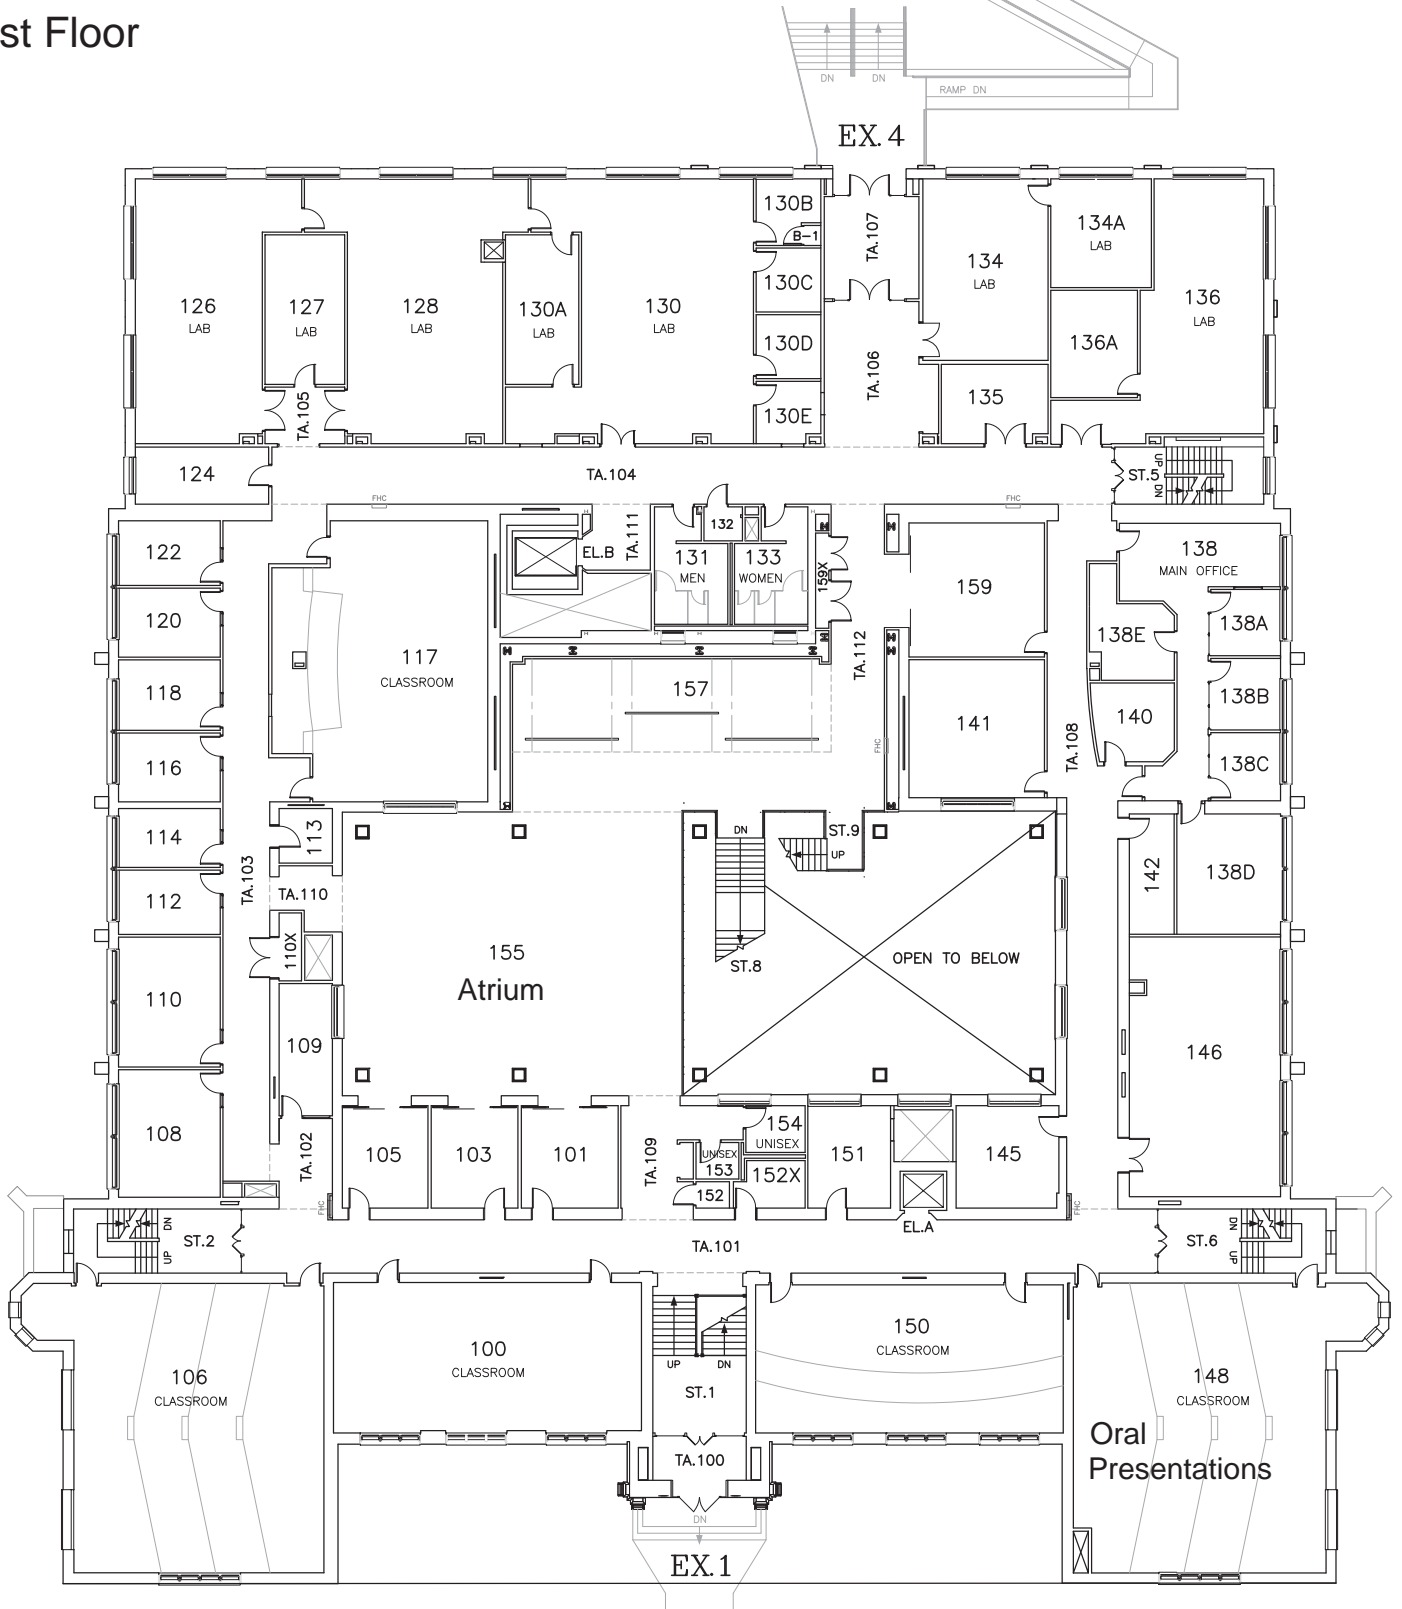 st Floor
DN
DN
RAMP DN
EX. 4
130B
B-1
TA.107
134A
LAB
126
LAB
127
LAB
128
LAB
130A
LAB
130
LAB
130C
134
LAB
136
LAB
130D
TA.106
136A
TA.105
130E
135
124
TA.104
ST.5
UP
DN
FHC
FHC
122
EL.B
TA.111
132
131
MEN
133
WOMEN
159X
159
138
MAIN OFFICE
120
138A
138E
117
CLASSROOM
TA.112
118
157
138B
140
141
116
FHC
TA.108
138C
114
113
DN
ST.9
UP
TA.103
142
138D
112
TA.110
110X
155
Atrium
ST.8
OPEN TO BELOW
110
109
146
108
TA.102
105
103
101
TA.109
154
UNISEX
UNISEX
153
152X
152
151
145
FHC
EL.A
FHC
DN
UP
ST.2
TA.101
ST.6
DN
UP
106
CLASSROOM
100
CLASSROOM
UP
DN
ST.1
150
CLASSROOM
148
CLASSROOM
Oral
Presentations
TA.100
DN
EX.1